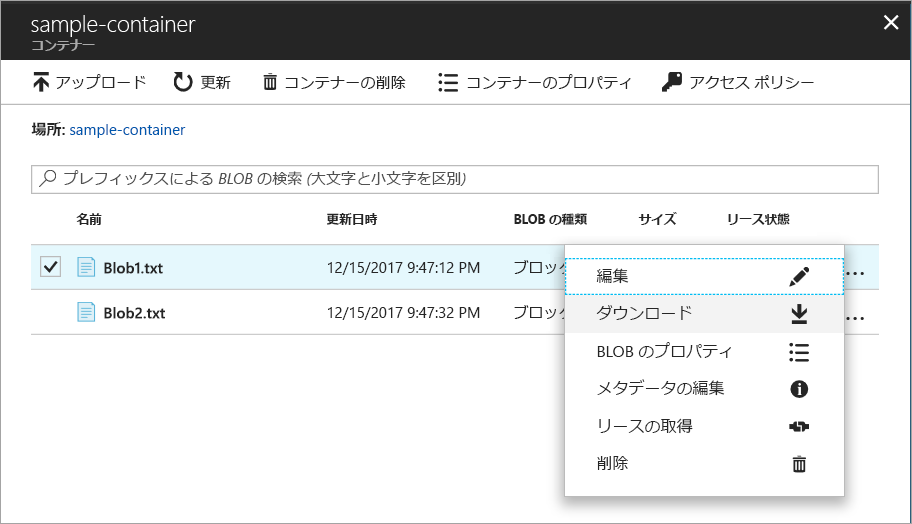 sample-container
コンテナー
アップロード 更新 コンテナーの削除 コンテナーのプロパティ アクセス ポリシー
場所: sample-container
プレフィックスによる BLOB の検索 (大文字と小文字を区別)
名前 更新日時 BLOB の種類 サイズ リース状態
Blob1.txt 12/15/2017 9:47:12 PM ブロック ...
Blob2.txt 12/15/2017 9:47:32 PM ブロック ...
編集
ダウンロード
BLOB のプロパティ
メタデータの編集
リースの取得
削除